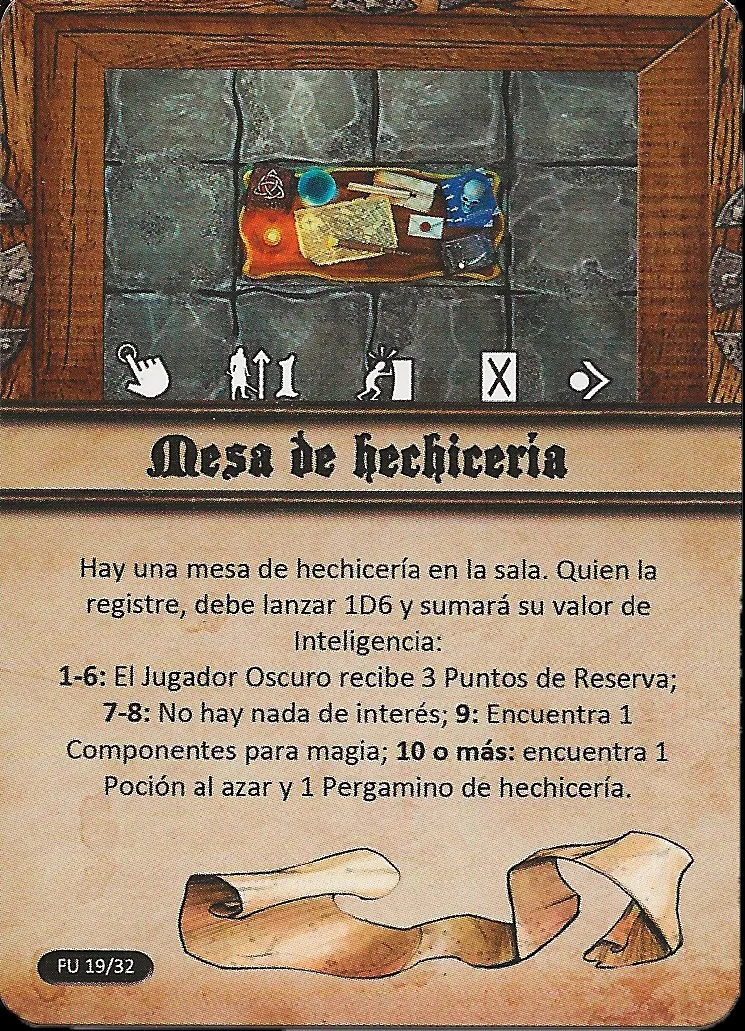 Mesa de hechicería
Hay una mesa de hechicería en la sala. Quien la
registre, debe lanzar 1D6 y sumará su valor de
Inteligencia:
1-6: El Jugador Oscuro recibe 3 Puntos de Reserva;
7-8: No hay nada de interés; 9: Encuentra 1
Componentes para magia; 10 o más: encuentra 1
Poción al azar y 1 Pergamino de hechicería.
FU 19/32